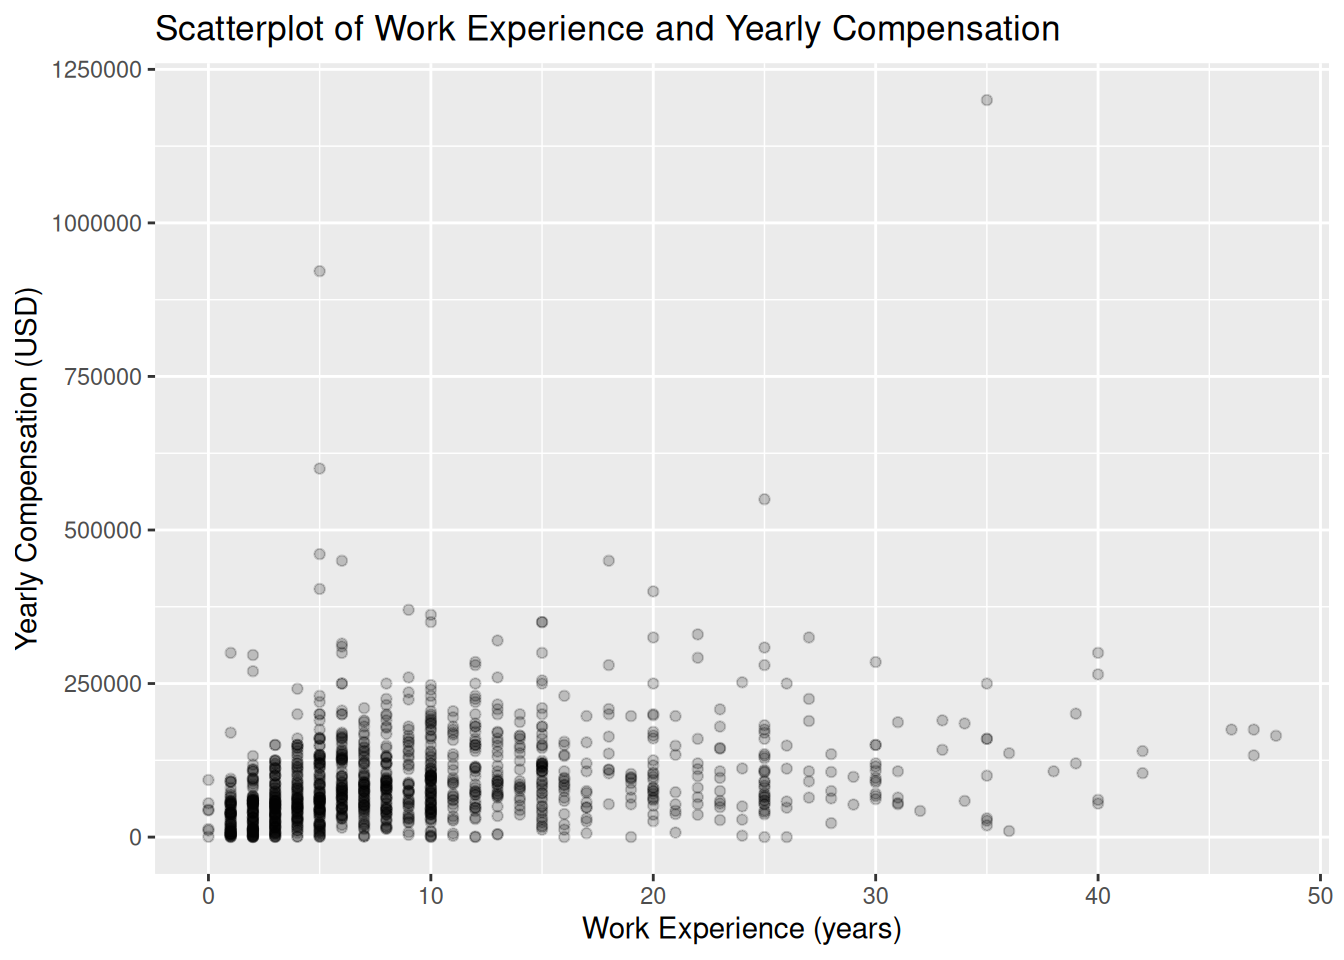 Scatterplot of Work Experience and Yearly Compensation
Yearly Compensation (USD)
1250000
1000000
750000
500000
250000
0
0 10 20 30 40 50
Work Experience (years)